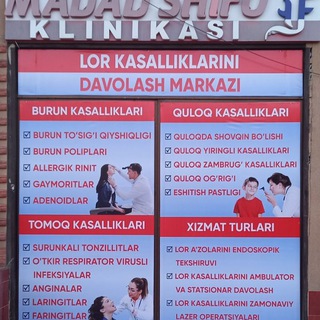 MADAD SHIFO
KLINIKASI
LOR KASALLIKLARINI
DAVOLASH MARKAZI
BURUN KASALLIKLARI
BURUN TO'SIG'I QIYSHIQLIGI
BURUN POLIPLARI
ALLERGIK RINIT
GAYMORITLAR
ADENOIDLAR
QULOQ KASALLIKLARI
QULOQDA SHOVQIN BO'LISHI
QULOQ YIRINGLI KASALLIKLARI
QULOQ ZAMBRUG' KASALLIKLARI
QULOQ OG'RIG'I
ESHITISH PASTLIGI
TOMOQ KASALLIKLARI
SURUNKALI TONZILLITLAR
O'TKIR RESPIRATOR VIRUSLI
INFEKSIYALAR
ANGINALAR
LARINGITLAR
FARINGITLAR
XIZMAT TURLARI
LOR A'ZOLARINI ENDOSKOPIK
TEKSHIRUVI
LOR KASALLIKLARINI AMBULATOR
VA STATSIONAR DAVOLASH
LOR KASALLIKLARINI ZAMONAVIY
LAZER OPERATSIYALARI